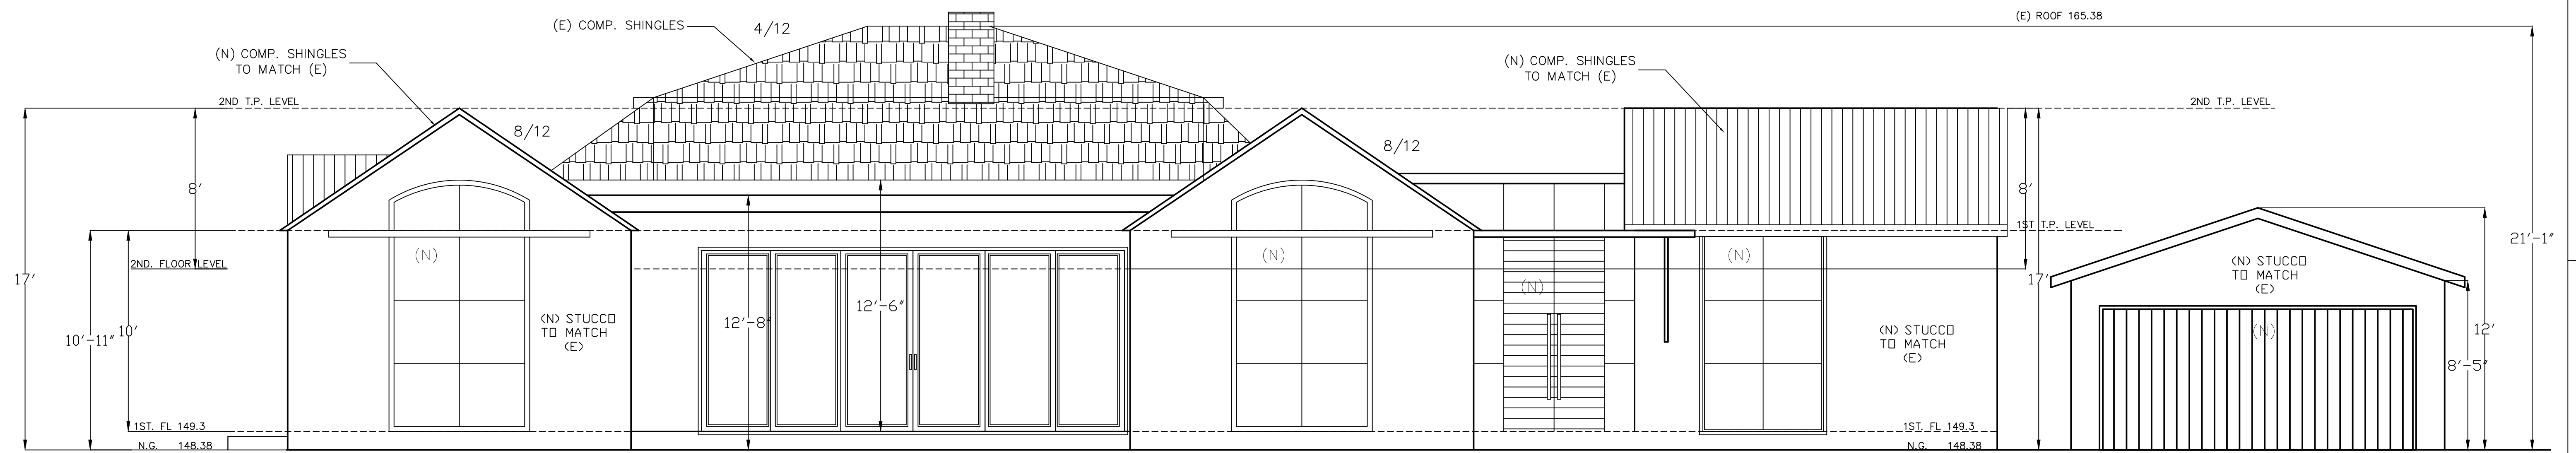 (E) ROOF 165.38
(E) COMP. SHINGLES
4/12
(N) COMP. SHINGLES
TO MATCH (E)
(N) COMP. SHINGLES
TO MATCH (E)
2ND T.P. LEVEL
2ND T.P. LEVEL
8/12
8/12
8'
8'
1ST T.P. LEVEL
21'-1"
(N)
(N)
(N)
2ND. FLOOR LEVEL
(N) STUCCO
TO MATCH
(E)
17'
17'
(N)
12'-6"
12'-8"
(N) STUCCO
TO MATCH
(E)
(N) STUCCO
TO MATCH
(E)
(N)
12'
10'-11"
10'
8'-5"
1ST. FL 149.3
N.G. 148.38
1ST. FL 149.3
N.G. 148.38